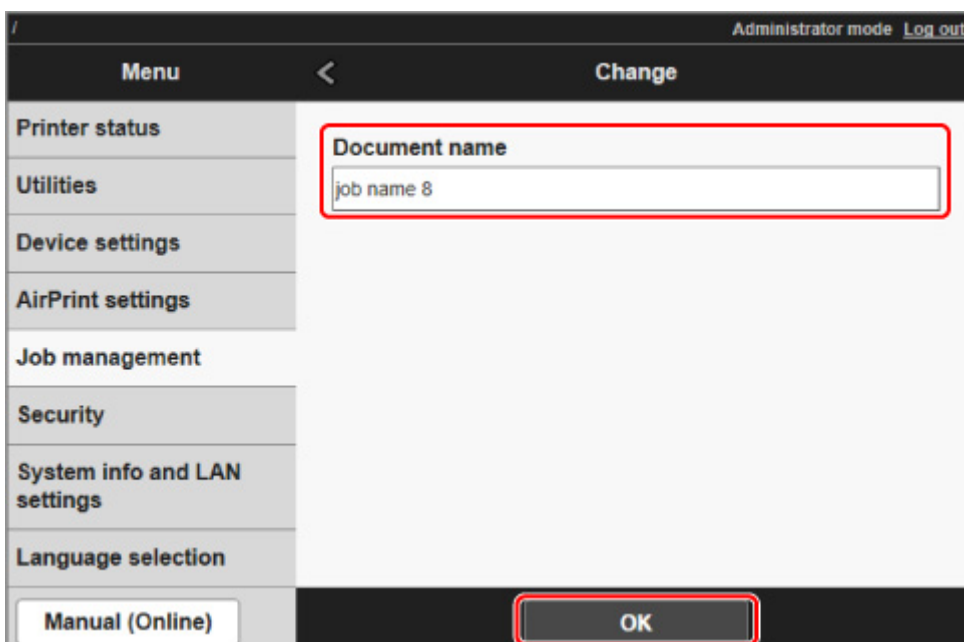 /
Administrator mode Log out
Menu
< Change
Printer status
Utilities
Device settings
AirPrint settings
Job management
Security
System info and LAN
settings
Language selection
Manual (Online)
Document name
job name 8
OK